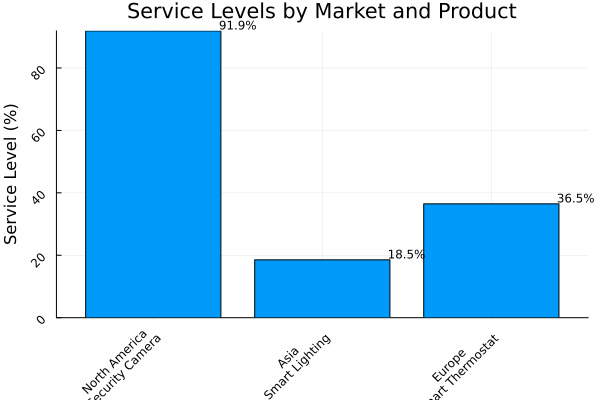 Service Levels by Market and Product
91.9%
Service Level (%)
80
60
40
20
0
36.5%
18.5%
North America
ecurity Camera
Asia
Smart Lighting
Europe
art Thermostat